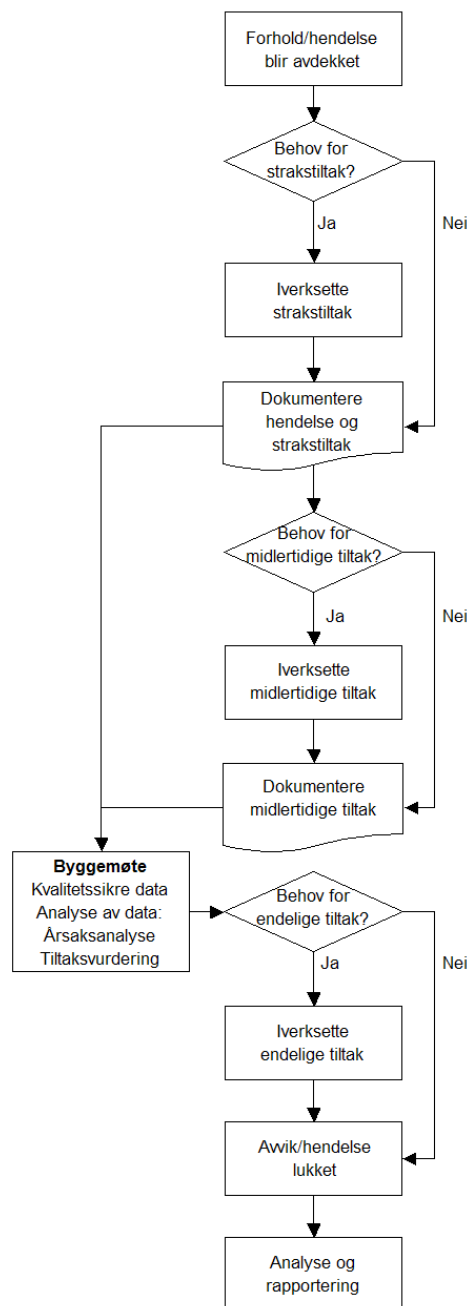 Forhold/hendelse
blir avdekket
Behov for
strakstiltak?
Ja
Nei
Iverksette
strakstiltak
Dokumentere
hendelse og
strakstiltak
Behov for
midlertidige tiltak?
Ja
Nei
Iverksette
midlertidige tiltak
Dokumentere
midlertidige tiltak
Byggemøte
Kvalitetssikre data
Analyse av data:
Årsaksanalyse
Tiltaksvurdering
Behov for
endelige tiltak?
Ja
Nei
Iverksette
endelige tiltak
Avvik/hendelse
lukket
Analyse og
rapportering